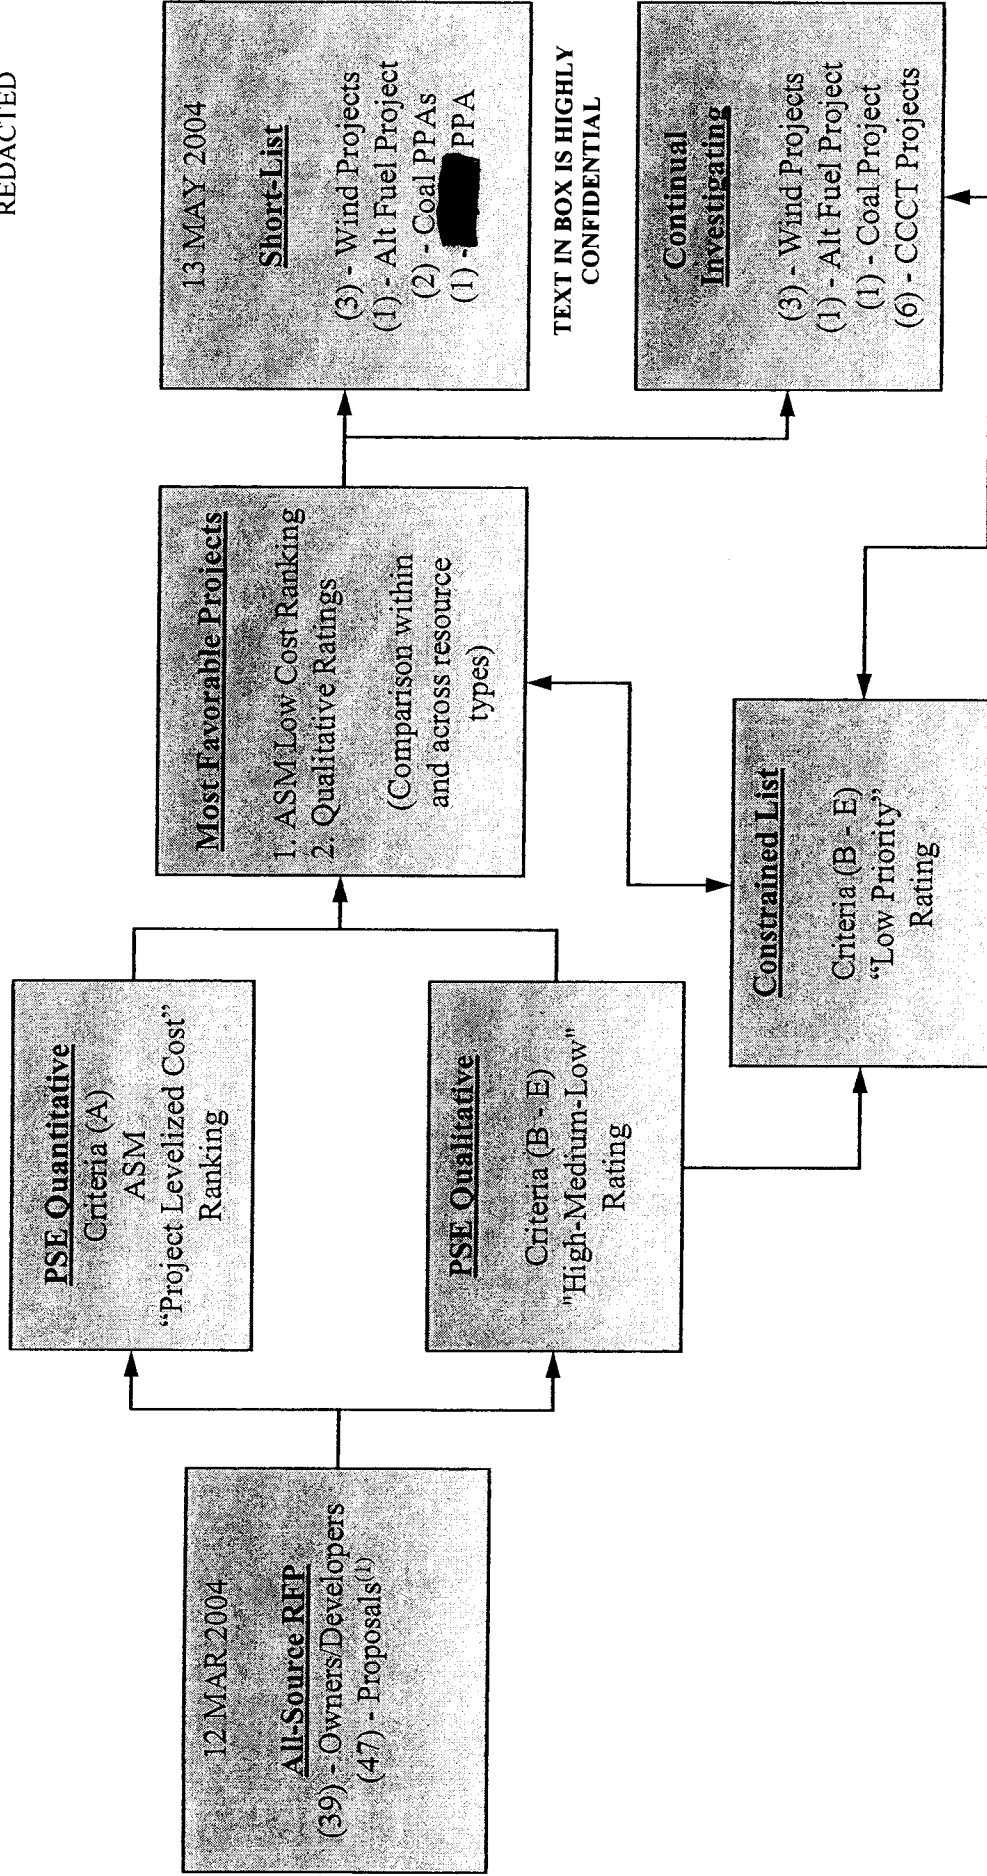 REDACTED
12 MAR 2004
All-Source RFP
(39) - Owners/Developers
(47) - Proposals(1)
PSE Quantitative
Criteria (A)
ASM
“Project Levelized Cost”
Ranking
PSE Qualitative
Criteria (B - E)
"High-Medium-Low"
Rating
Most Favorable Projects
1. ASM Low Cost Ranking
2. Qualitative Ratings
(Comparison within
and across resource
types)
Constrained List
Criteria (B - E)
“Low Priority”
Rating
13 MAY 2004
Short-List
(3) - Wind Projects
(1) - Alt Fuel Project
(2) - Coal PPAs
(1) - PPA
TEXT IN BOX IS HIGHLY
CONFIDENTIAL
Continual
Investigating
(3) - Wind Projects
(1) - Alt Fuel Project
(1) - Coal Project
(6) - CCCT Projects